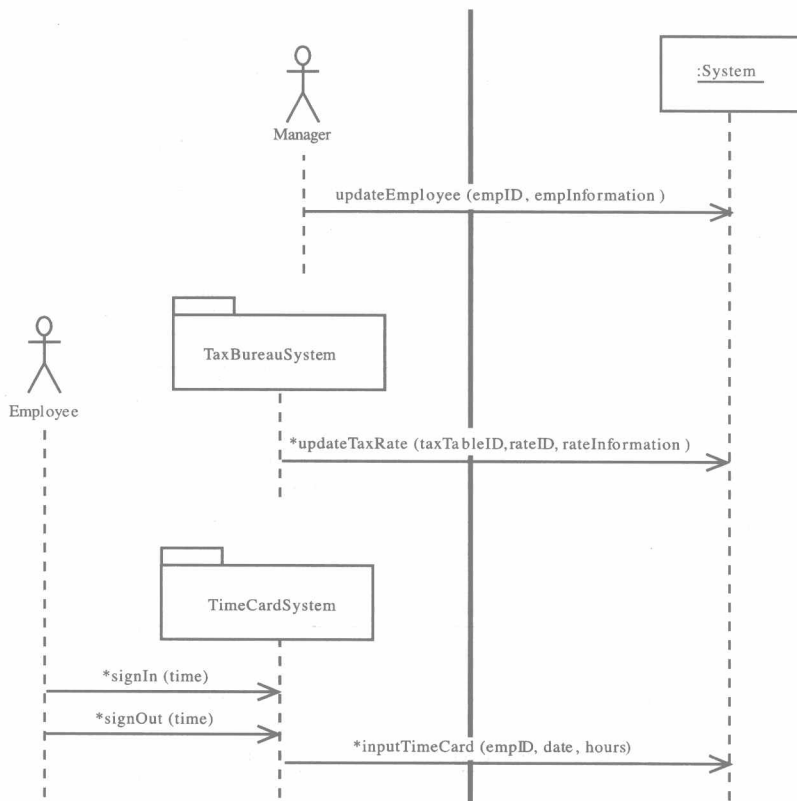 :System
Manager
updateEmployee (empID, empInformation )
TaxBureauSystem
Employee
*updateTaxRate (taxTableID,rateID, rateInformation )
TimeCardSystem
*signIn (time)
*signOut (time)
*inputTimeCard (empID, date, hours)